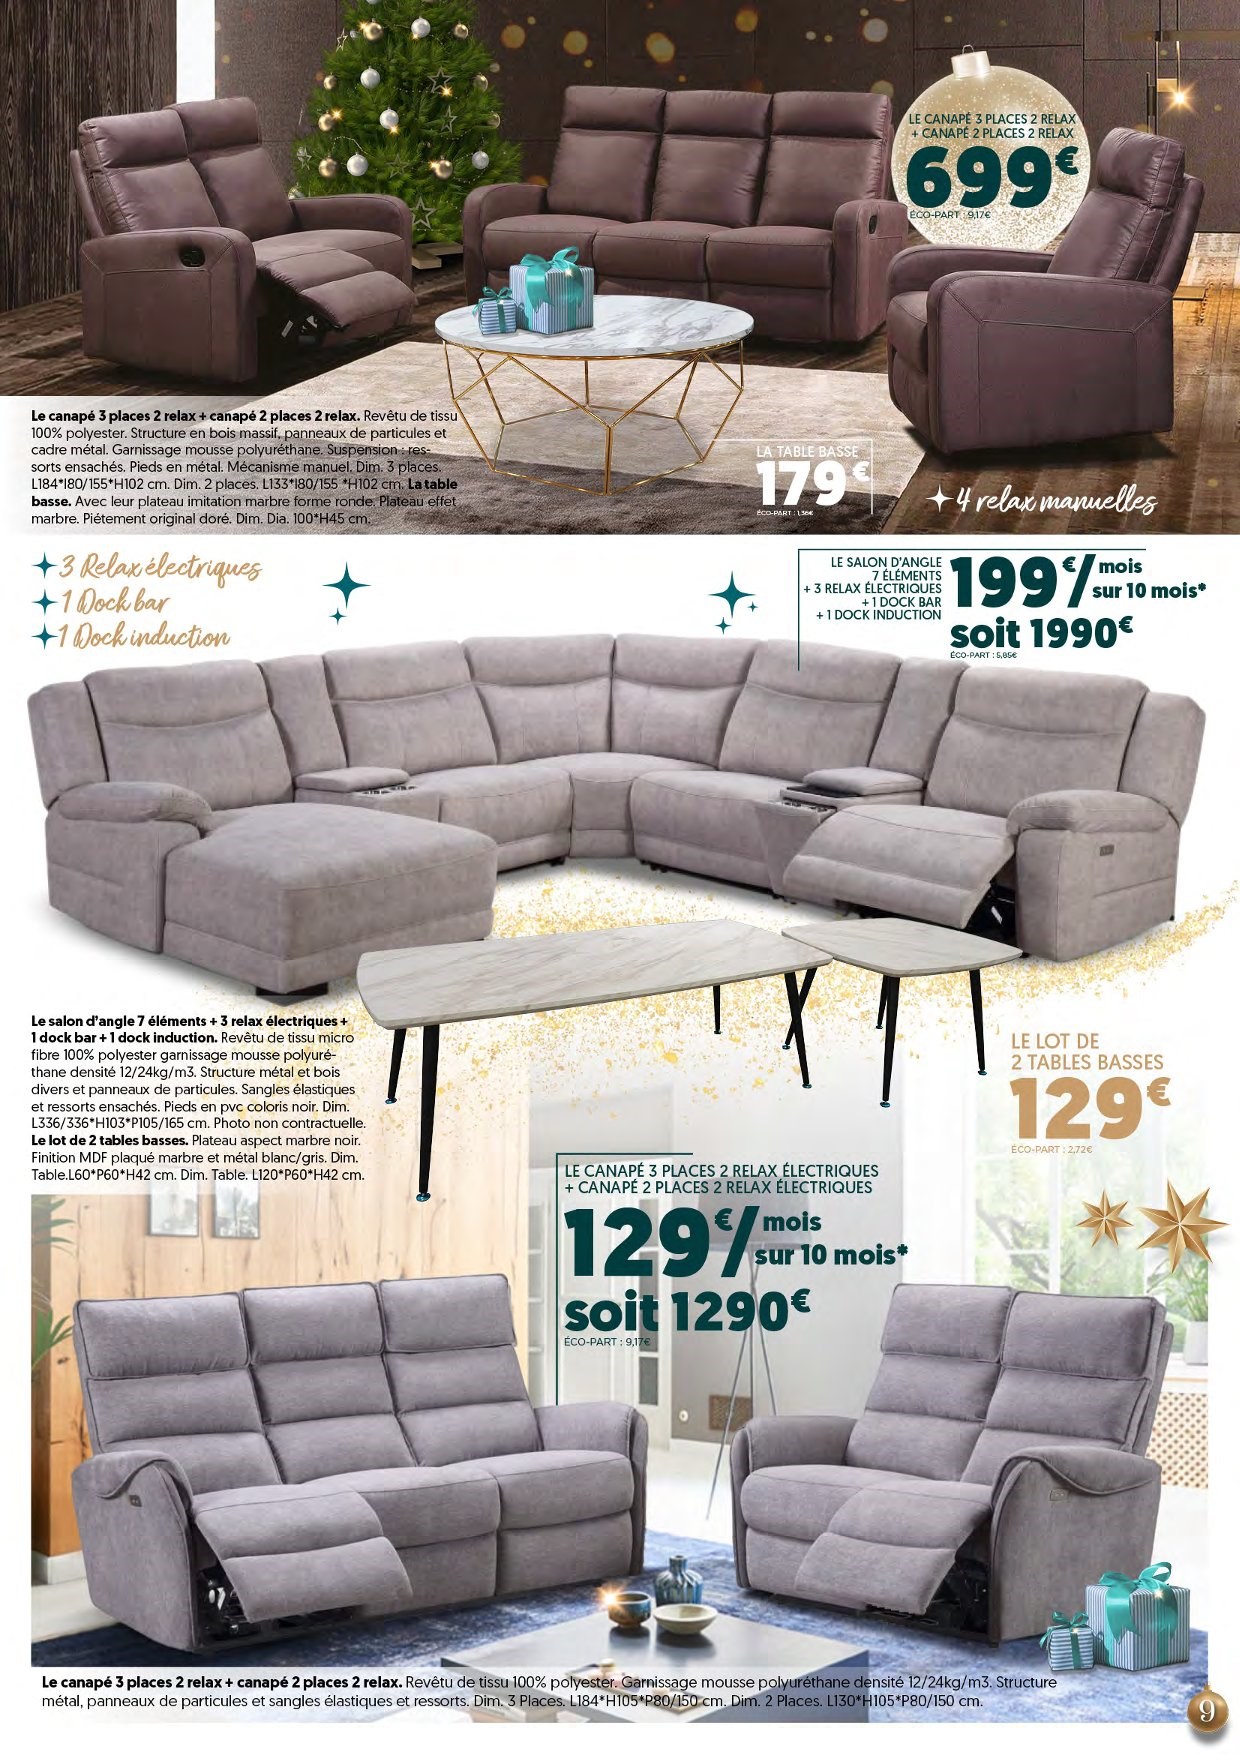 LE CANAPÉ 3 PLACES 2 RELAX
+ CANAPÉ 2 PLACES 2 RELAX
699€
ÉCO-PART : 9,17€
Le canapé 3 places 2 relax + canapé 2 places 2 relax. Revêtu de tissu
100% polyester. Structure en bois massif, panneaux de particules et
cadre métal. Garnissage mousse polyuréthane. Suspension : res-
sorts ensachés. Pieds en métal. Mécanisme manuel. Dim. 3 places.
L184*l80/155*H102 cm. Dim. 2 places. L133*l80/155 *H102 cm. La table
basse. Avec leur plateau imitation marbre forme ronde. Plateau effet
marbre. Piétement original doré. Dim. Dia. 100*H45 cm.
LA TABLE BASSE
179€
ÉCO-PART : 1,36€
4 relax manuelles
3 Relax électriques
1 Dock bar
1 Dock induction
LE SALON D'ANGLE
7 ÉLÉMENTS
+ 3 RELAX ÉLECTRIQUES
+ 1 DOCK BAR
+ 1 DOCK INDUCTION
199€/mois
sur 10 mois*
soit 1990€
ÉCO-PART : 5,85€
Le salon d'angle 7 éléments + 3 relax électriques +
1 dock bar + 1 dock induction. Revêtu de tissu micro
fibre 100% polyester garnissage mousse polyuré-
thane densité 12/24kg/m3. Structure métal et bois
divers et panneaux de particules. Sangles élastiques
et ressorts ensachés. Pieds en pvc coloris noir. Dim.
L336/336*H103*P105/165 cm. Photo non contractuelle.
Le lot de 2 tables basses. Plateau aspect marbre noir.
Finition MDF plaqué marbre et métal blanc/gris. Dim.
Table.L60*P60*H42 cm. Dim. Table. L120*P60*H42 cm.
LE LOT DE
2 TABLES BASSES
129€
ÉCO-PART : 2,72€
LE CANAPÉ 3 PLACES 2 RELAX ÉLECTRIQUES
+ CANAPÉ 2 PLACES 2 RELAX ÉLECTRIQUES
129€/mois
sur 10 mois*
soit 1290€
ÉCO-PART : 9,17€
Le canapé 3 places 2 relax + canapé 2 places 2 relax. Revêtu de tissu 100% polyester. Garnissage mousse polyuréthane densité 12/24kg/m3. Structure
métal, panneaux de particules et sangles élastiques et ressorts. Dim. 3 Places. L184*H105*P80/150 cm. Dim. 2 Places. L130*H105*P80/150 cm.
9